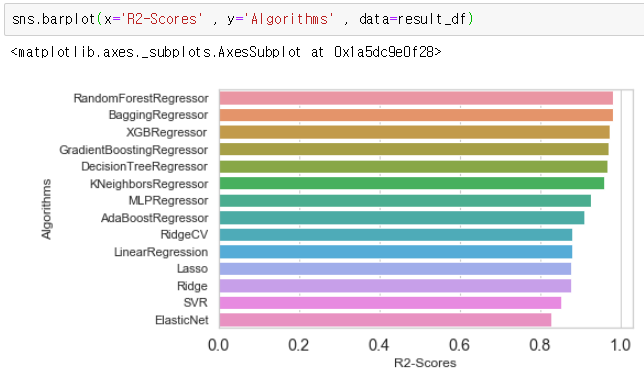 sns.barplot(x='R2-Scores' , y='Algorithms' , data=result_df)
<matplotlib.axes._subplots.AxesSubplot at 0x1a5dc9e0f28>
RandomForestRegressor
BaggingRegressor
XGBRegressor
GradientBoostingRegressor
DecisionTreeRegressor
KNeighborsRegressor
MLPRegressor
AdaBoostRegressor
RidgeCV
LinearRegression
Lasso
Ridge
SVR
ElasticNet
Algorithms
0.0 0.2 0.4 0.6 0.8 1.0
R2-Scores